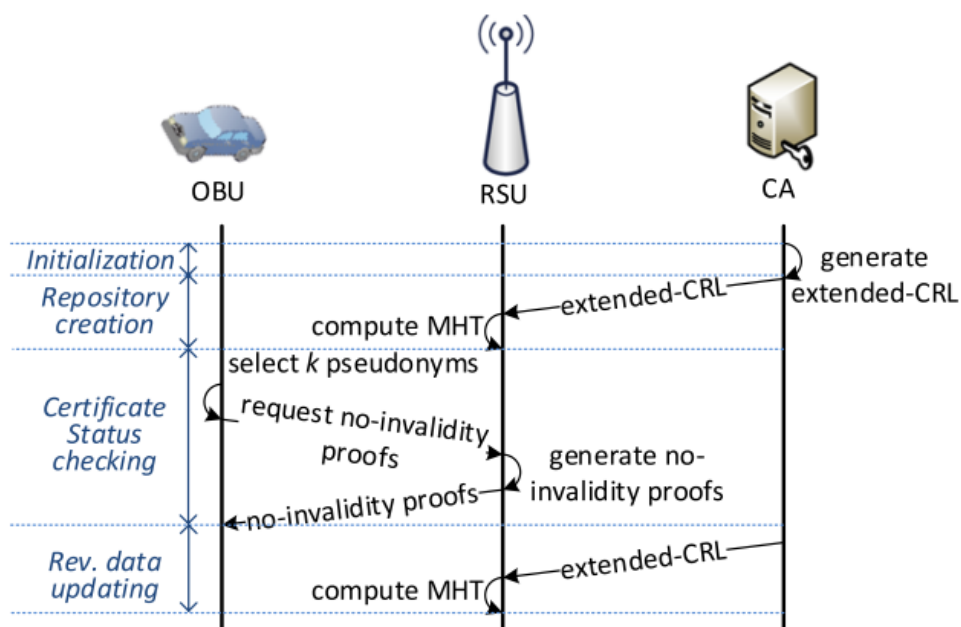 OBU
RSU
CA
Initialization
generate
extended-CRL
Repository
creation
extended-CRL
compute MHT
select k pseudonyms
Certificate
Status
checking
request no-invalidity
proofs
generate no-
invalidity proofs
no-invalidity proofs
Rev. data
updating
extended-CRL
compute MHT